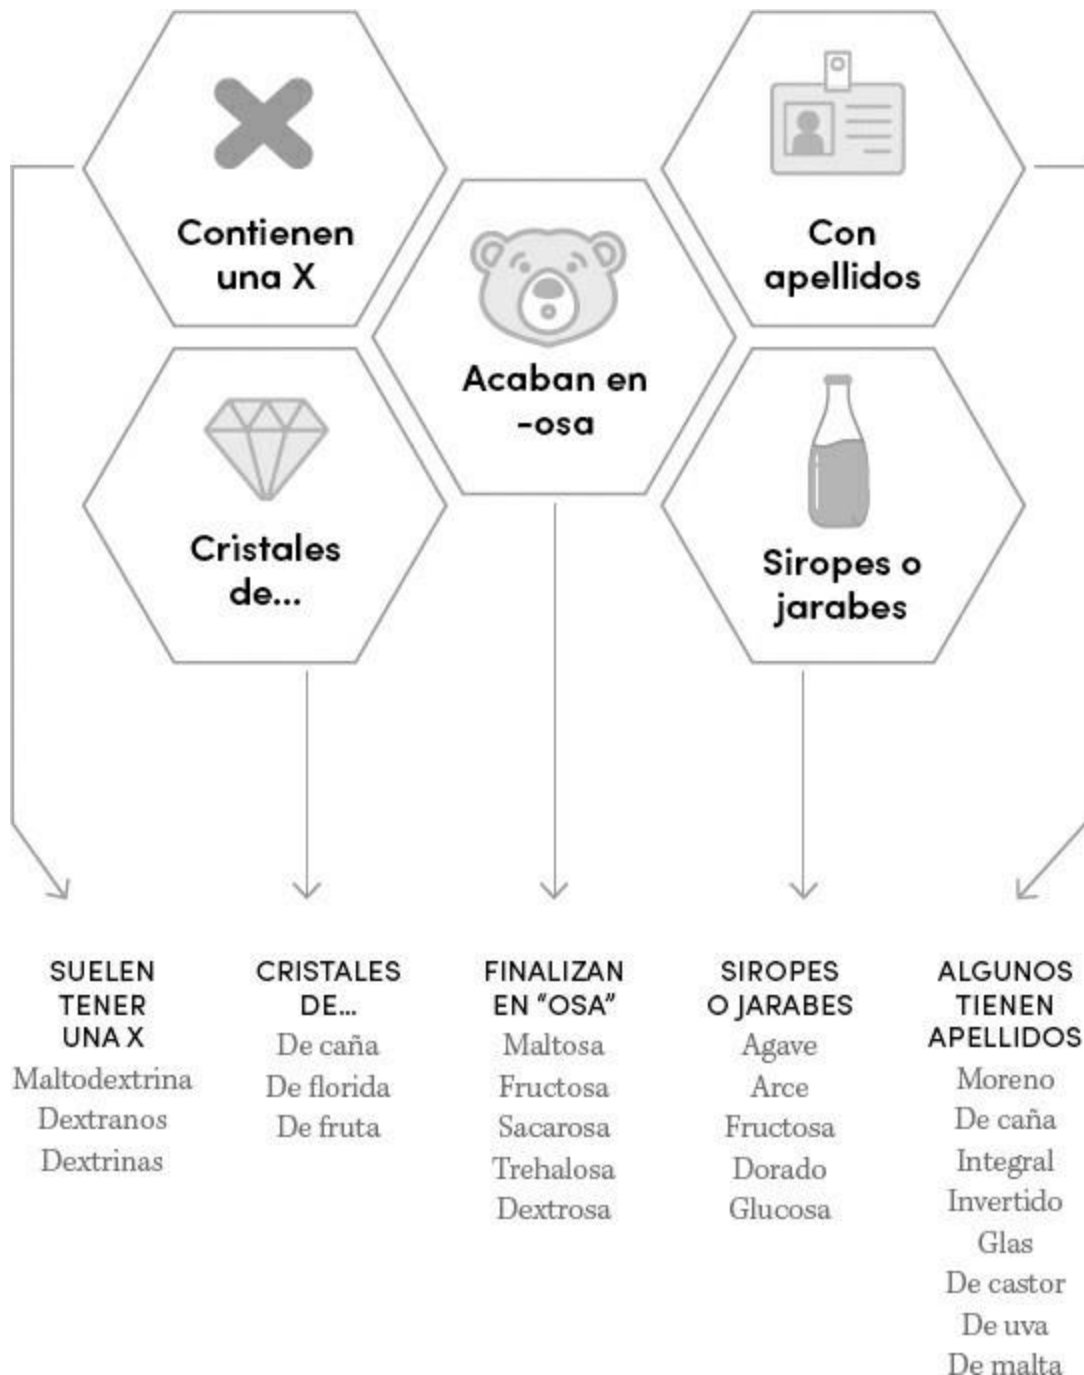 Contienen
una X
Con
apellidos
Acaban en
-osa
Cristales
de...
Siropes o
jarabes
SUELEN
TENER
UNA X
Maltodextrina
Dextranos
Dextrinas
CRISTALES
DE...
De caña
De florida
De fruta
FINALIZAN
EN “OSA”
Maltosa
Fructosa
Sacarosa
Trehalosa
Dextrosa
SIROPES
O JARABES
Agave
Arce
Fructosa
Dorado
Glucosa
ALGUNOS
TIENEN
APELLIDOS
Moreno
De caña
Integral
Invertido
Glas
De castor
De uva
De malta